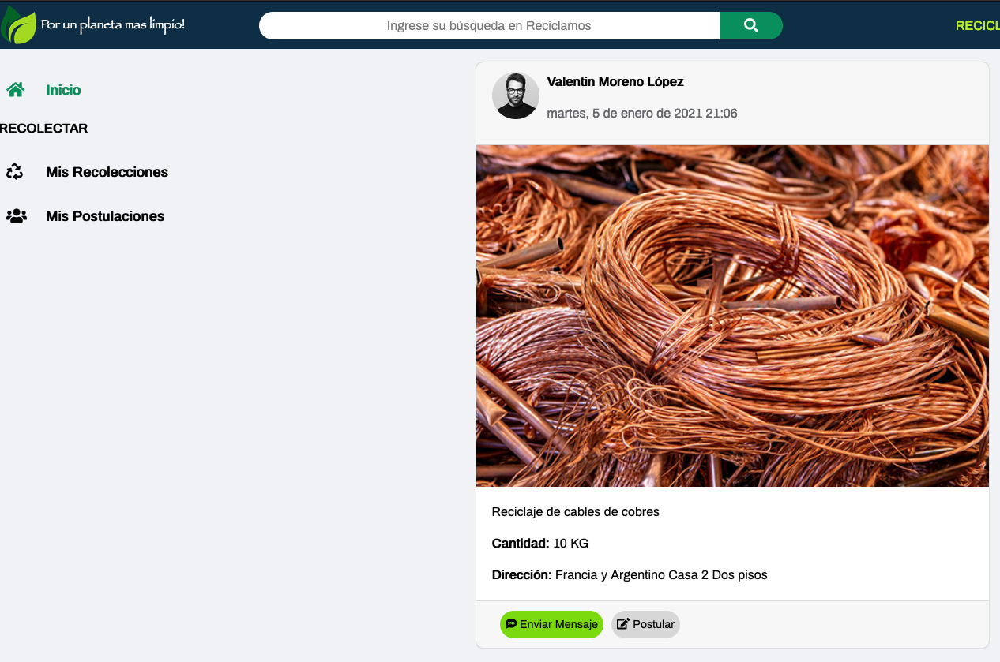 Por un planeta mas límpio!
Ingrese su búsqueda en Reciclamos
RECICL
Inicio
RECOLECTAR
Mis Recolecciones
Mis Postulaciones
Valentin Moreno López
martes, 5 de enero de 2021 21:06
Reciclaje de cables de cobres
Cantidad: 10 KG
Dirección: Francia y Argentino Casa 2 Dos pisos
Enviar Mensaje
Postular